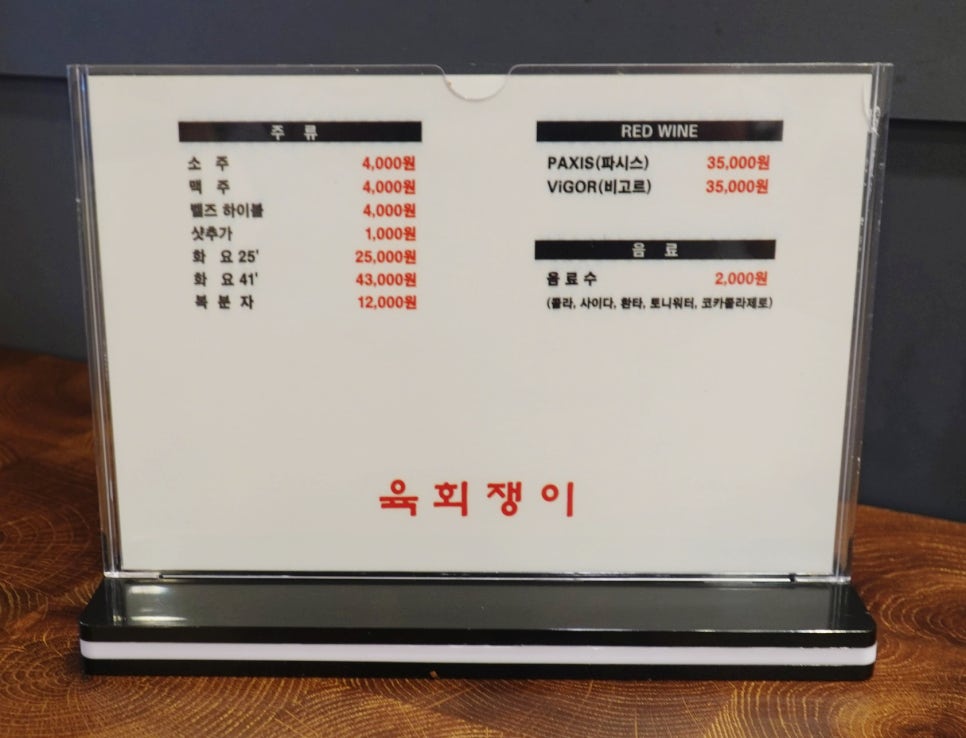 주 류
소 주 4,000원
맥 주 4,000원
벨즈 하이볼 4,000원
샷추가 1,000원
화 요 25' 25,000원
화 요 41' 43,000원
복 분 자 12,000원
RED WINE
PAXIS(파시스) 35,000원
ViGOR(비고르) 35,000원
음 료
음 료 수 2,000원
(콜라, 사이다, 환타, 토니워터, 코카콜라제로)
육회쟁이